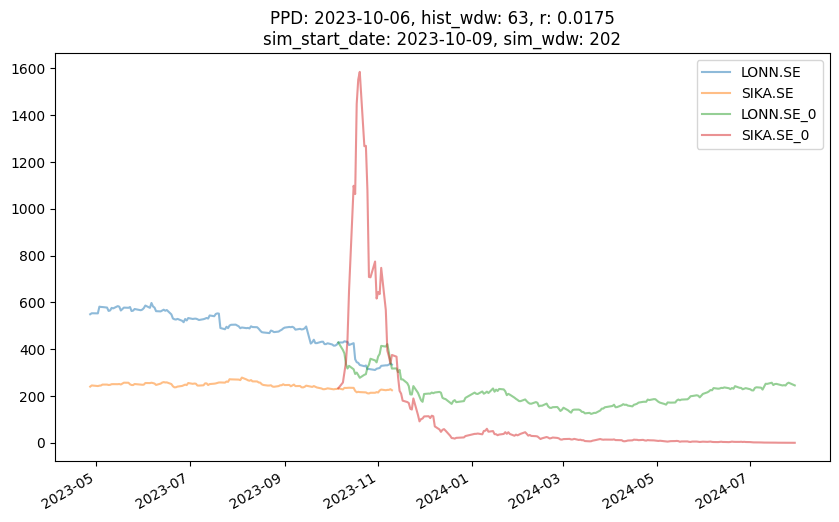 PPD: 2023-10-06, hist_wdw: 63, r: 0.0175
sim_start_date: 2023-10-09, sim_wdw: 202
LONN.SE
SIKA.SE
LONN.SE_0
SIKA.SE_0
1600
1400
1200
1000
800
600
400
200
0
2023-05
2023-07
2023-09
2023-11
2024-01
2024-03
2024-05
2024-07